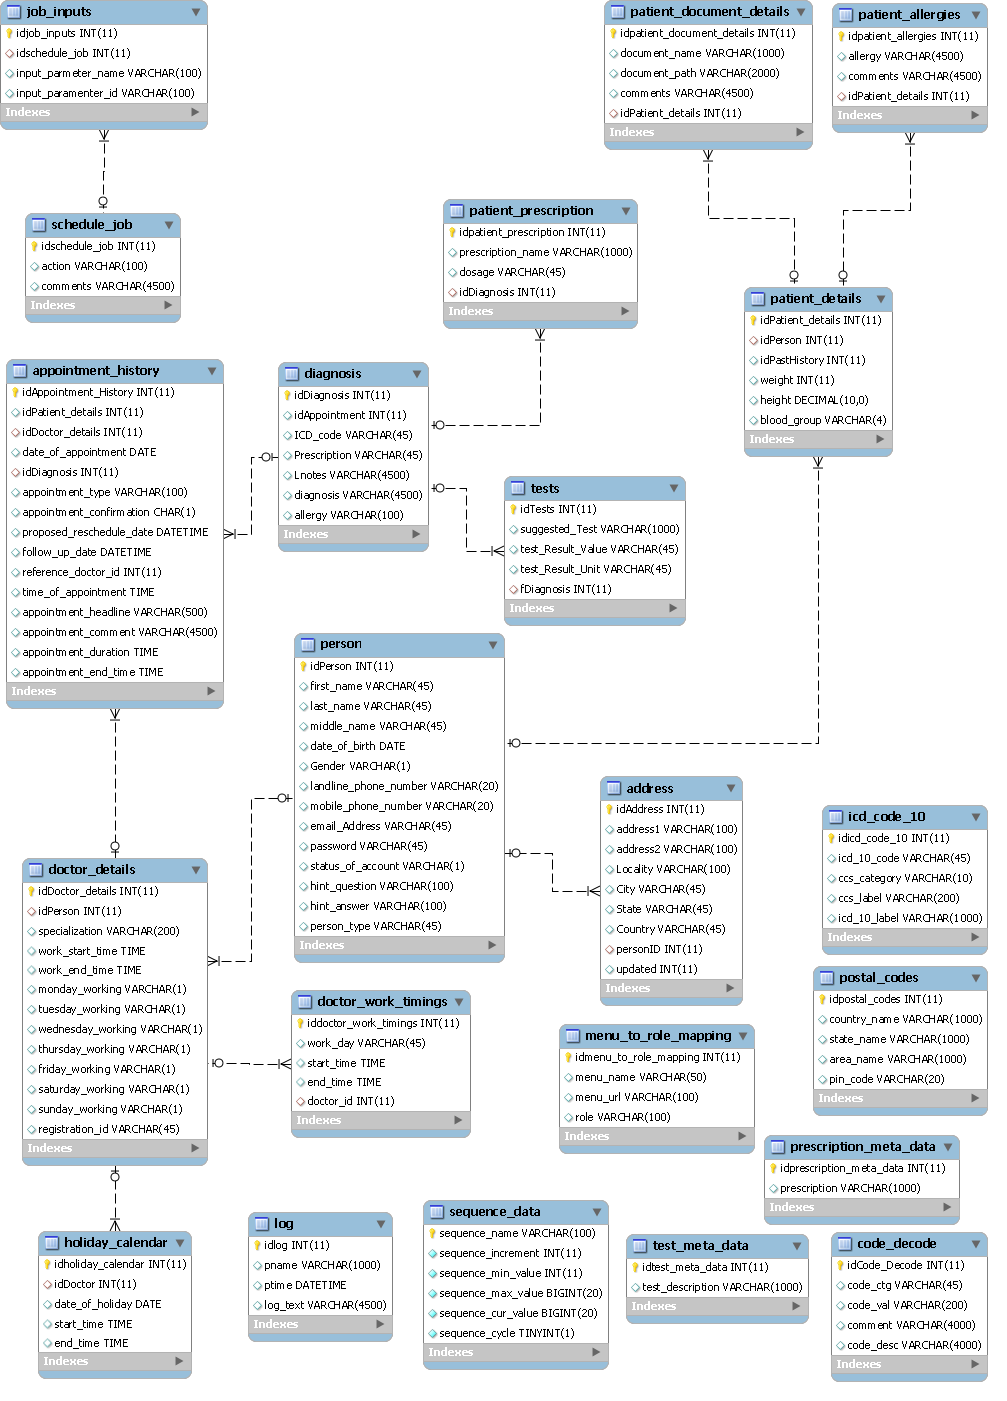 job_inputs
idjob_inputs INT(11)
idschedule_job INT(11)
input_parmeter_name VARCHAR(100)
input_paramenter_id VARCHAR(100)
Indexes
patient_document_details
idpatient_document_details INT(11)
document_name VARCHAR(1000)
document_path VARCHAR(2000)
comments VARCHAR(4500)
idPatient_details INT(11)
Indexes
patient_allergies
idpatient_allergies INT(11)
allergy VARCHAR(4500)
comments VARCHAR(4500)
idPatient_details INT(11)
Indexes
schedule_job
idschedule_job INT(11)
action VARCHAR(100)
comments VARCHAR(4500)
Indexes
patient_prescription
idpatient_prescription INT(11)
prescription_name VARCHAR(1000)
dosage VARCHAR(45)
idDiagnosis INT(11)
Indexes
patient_details
idPatient_details INT(11)
idPerson INT(11)
idPastHistory INT(11)
weight INT(11)
height DECIMAL(10,0)
blood_group VARCHAR(4)
Indexes
appointment_history
idAppointment_History INT(11)
idPatient_details INT(11)
idDoctor_details INT(11)
date_of_appointment DATE
idDiagnosis INT(11)
appointment_type VARCHAR(100)
appointment_confirmation CHAR(1)
proposed_reschedule_date DATETIME
follow_up_date DATETIME
reference_doctor_id INT(11)
time_of_appointment TIME
appointment_headline VARCHAR(500)
appointment_comment VARCHAR(4500)
appointment_duration TIME
appointment_end_time TIME
Indexes
diagnosis
idDiagnosis INT(11)
idAppointment INT(11)
ICD_code VARCHAR(45)
Prescription VARCHAR(45)
Lnotes VARCHAR(4500)
diagnosis VARCHAR(4500)
allergy VARCHAR(100)
Indexes
tests
idTests INT(11)
suggested_Test VARCHAR(1000)
test_Result_Value VARCHAR(45)
test_Result_Unit VARCHAR(45)
fDiagnosis INT(11)
Indexes
person
idPerson INT(11)
first_name VARCHAR(45)
last_name VARCHAR(45)
middle_name VARCHAR(45)
date_of_birth DATE
Gender VARCHAR(1)
landline_phone_number VARCHAR(20)
mobile_phone_number VARCHAR(20)
email_Address VARCHAR(45)
password VARCHAR(45)
status_of_account VARCHAR(1)
hint_question VARCHAR(100)
hint_answer VARCHAR(100)
person_type VARCHAR(45)
Indexes
address
idAddress INT(11)
address1 VARCHAR(100)
address2 VARCHAR(100)
Locality VARCHAR(100)
City VARCHAR(45)
State VARCHAR(45)
Country VARCHAR(45)
personID INT(11)
updated INT(11)
Indexes
icd_code_10
idicd_code_10 INT(11)
icd_10_code VARCHAR(45)
ccs_category VARCHAR(10)
ccs_label VARCHAR(200)
icd_10_label VARCHAR(1000)
Indexes
doctor_details
idDoctor_details INT(11)
idPerson INT(11)
specialization VARCHAR(200)
work_start_time TIME
work_end_time TIME
monday_working VARCHAR(1)
tuesday_working VARCHAR(1)
wednesday_working VARCHAR(1)
thursday_working VARCHAR(1)
friday_working VARCHAR(1)
saturday_working VARCHAR(1)
sunday_working VARCHAR(1)
registration_id VARCHAR(45)
Indexes
doctor_work_timings
iddoctor_work_timings INT(11)
work_day VARCHAR(45)
start_time TIME
end_time TIME
doctor_id INT(11)
Indexes
menu_to_role_mapping
idmenu_to_role_mapping INT(11)
menu_name VARCHAR(50)
menu_url VARCHAR(100)
role VARCHAR(100)
Indexes
postal_codes
idpostal_codes INT(11)
country_name VARCHAR(1000)
state_name VARCHAR(1000)
area_name VARCHAR(1000)
pin_code VARCHAR(20)
Indexes
prescription_meta_data
idprescription_meta_data INT(11)
prescription VARCHAR(1000)
Indexes
holiday_calendar
idholiday_calendar INT(11)
idDoctor INT(11)
date_of_holiday DATE
start_time TIME
end_time TIME
Indexes
log
idlog INT(11)
pname VARCHAR(1000)
ptime DATETIME
log_text VARCHAR(4500)
Indexes
sequence_data
sequence_name VARCHAR(100)
sequence_increment INT(11)
sequence_min_value INT(11)
sequence_max_value BIGINT(20)
sequence_cur_value BIGINT(20)
sequence_cycle TINYINT(1)
Indexes
test_meta_data
idtest_meta_data INT(11)
test_description VARCHAR(1000)
Indexes
code_decode
idCode_Decode INT(11)
code_ctg VARCHAR(45)
code_val VARCHAR(200)
comment VARCHAR(4000)
code_desc VARCHAR(4000)
Indexes